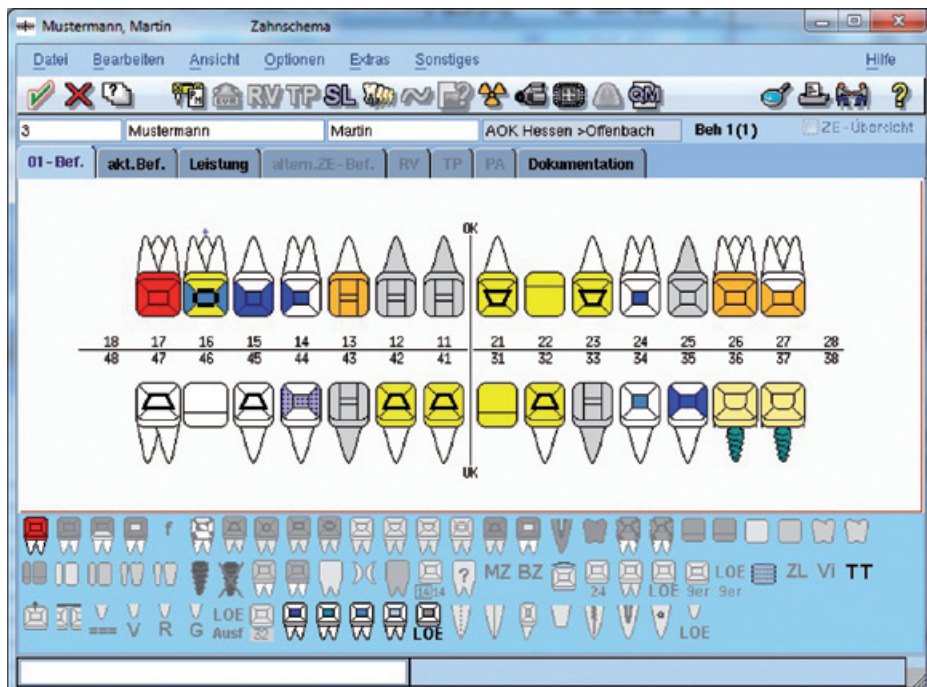 Mustermann, Martin Zahnschema
Datei Bearbeiten Ansicht Optionen Extras Sonstiges Hilfe
EUR RV TP SL QM ?
3 Mustermann Martin AOK Hessen >Offenbach Beh 1(1) ZE-Übersicht
01-Bef. akt.Bef. Leistung altern.ZE-Bef. RV TP PA Dokumentation
OK
18 17 16 15 14 13 12 11 21 22 23 24 25 26 27 28
48 47 46 45 44 43 42 41 31 32 33 34 35 36 37 38
UK
f
? MZ BZ LOE ZL Vi TT
14 14 24 LOE 9er 9er
V R G LOE Ausf 32 LOE LOE